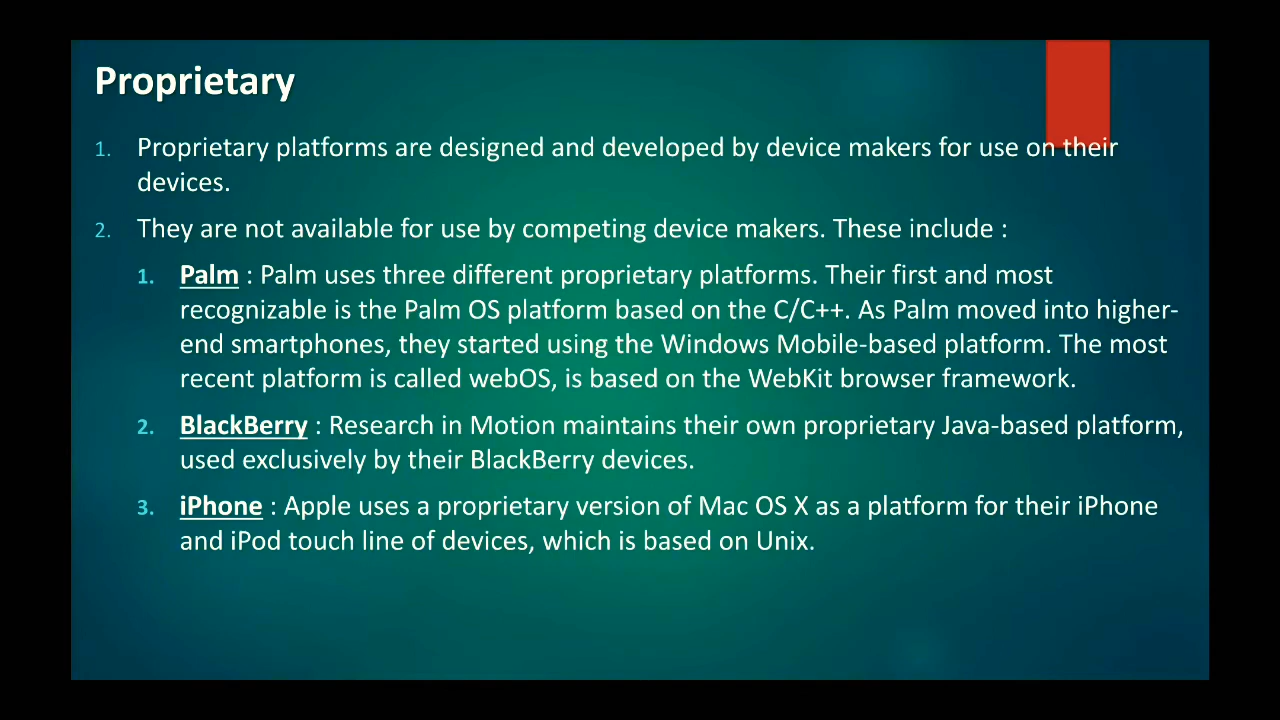 Proprietary
1. Proprietary platforms are designed and developed by device makers for use on their
devices.
2. They are not available for use by competing device makers. These include :
1. Palm : Palm uses three different proprietary platforms. Their first and most
recognizable is the Palm OS platform based on the C/C++. As Palm moved into higher-
end smartphones, they started using the Windows Mobile-based platform. The most
recent platform is called webOS, is based on the WebKit browser framework.
2. BlackBerry : Research in Motion maintains their own proprietary Java-based platform,
used exclusively by their BlackBerry devices.
3. iPhone : Apple uses a proprietary version of Mac OS X as a platform for their iPhone
and iPod touch line of devices, which is based on Unix.